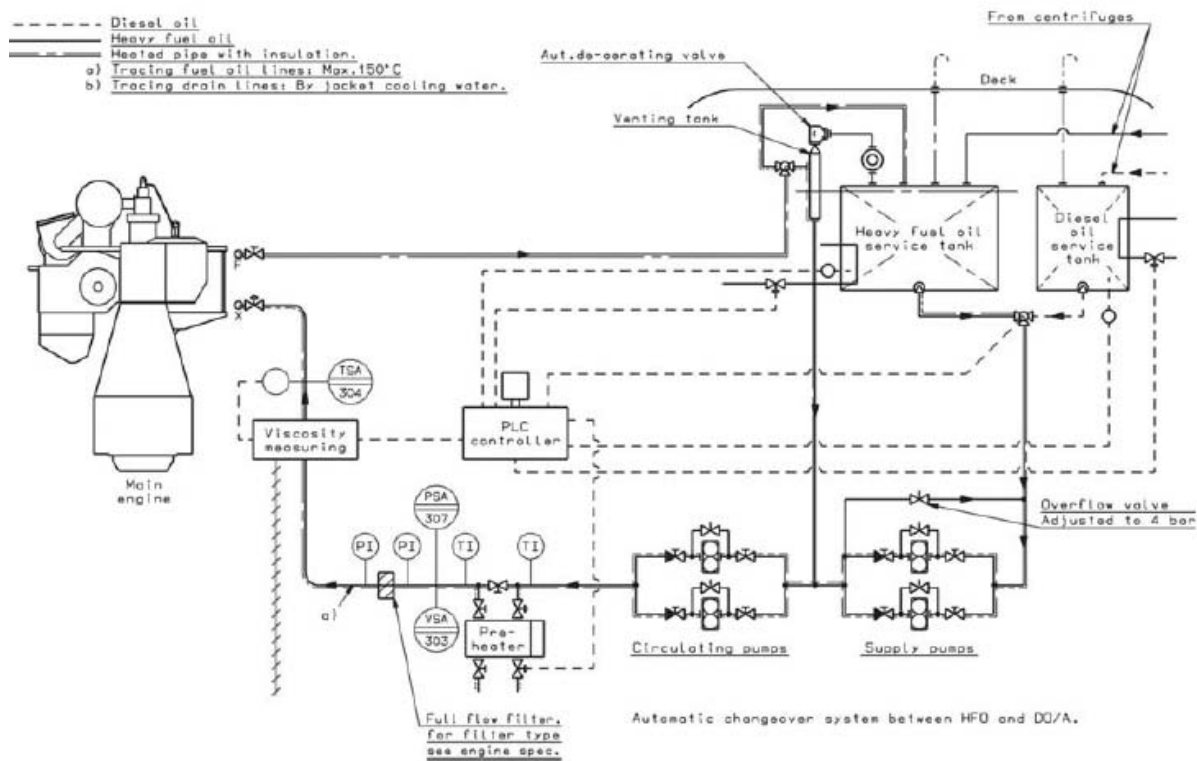 Diesel oil
Heavy fuel oil
Heated pipe with insulation.
a) Tracing fuel oil lines: Max.150°C
b) Tracing drain lines: By jacket cooling water.
From centrifuges
Aut.de-aerating valve
Deck
Venting tank
Heavy fuel oil
service tank
Diesel
oil
service
tank
F
X
TSA
304
PLC
controller
Viscosity
measuring
Main
engine
PSA
307
Overflow valve
Adjusted to 4 bar
PI
PI
TI
TI
a)
VSA
303
Pre-
heater
Circulating pumps
Supply pumps
Full flow filter.
for filter type
see engine spec.
Automatic changeover system between HFO and DO/A.